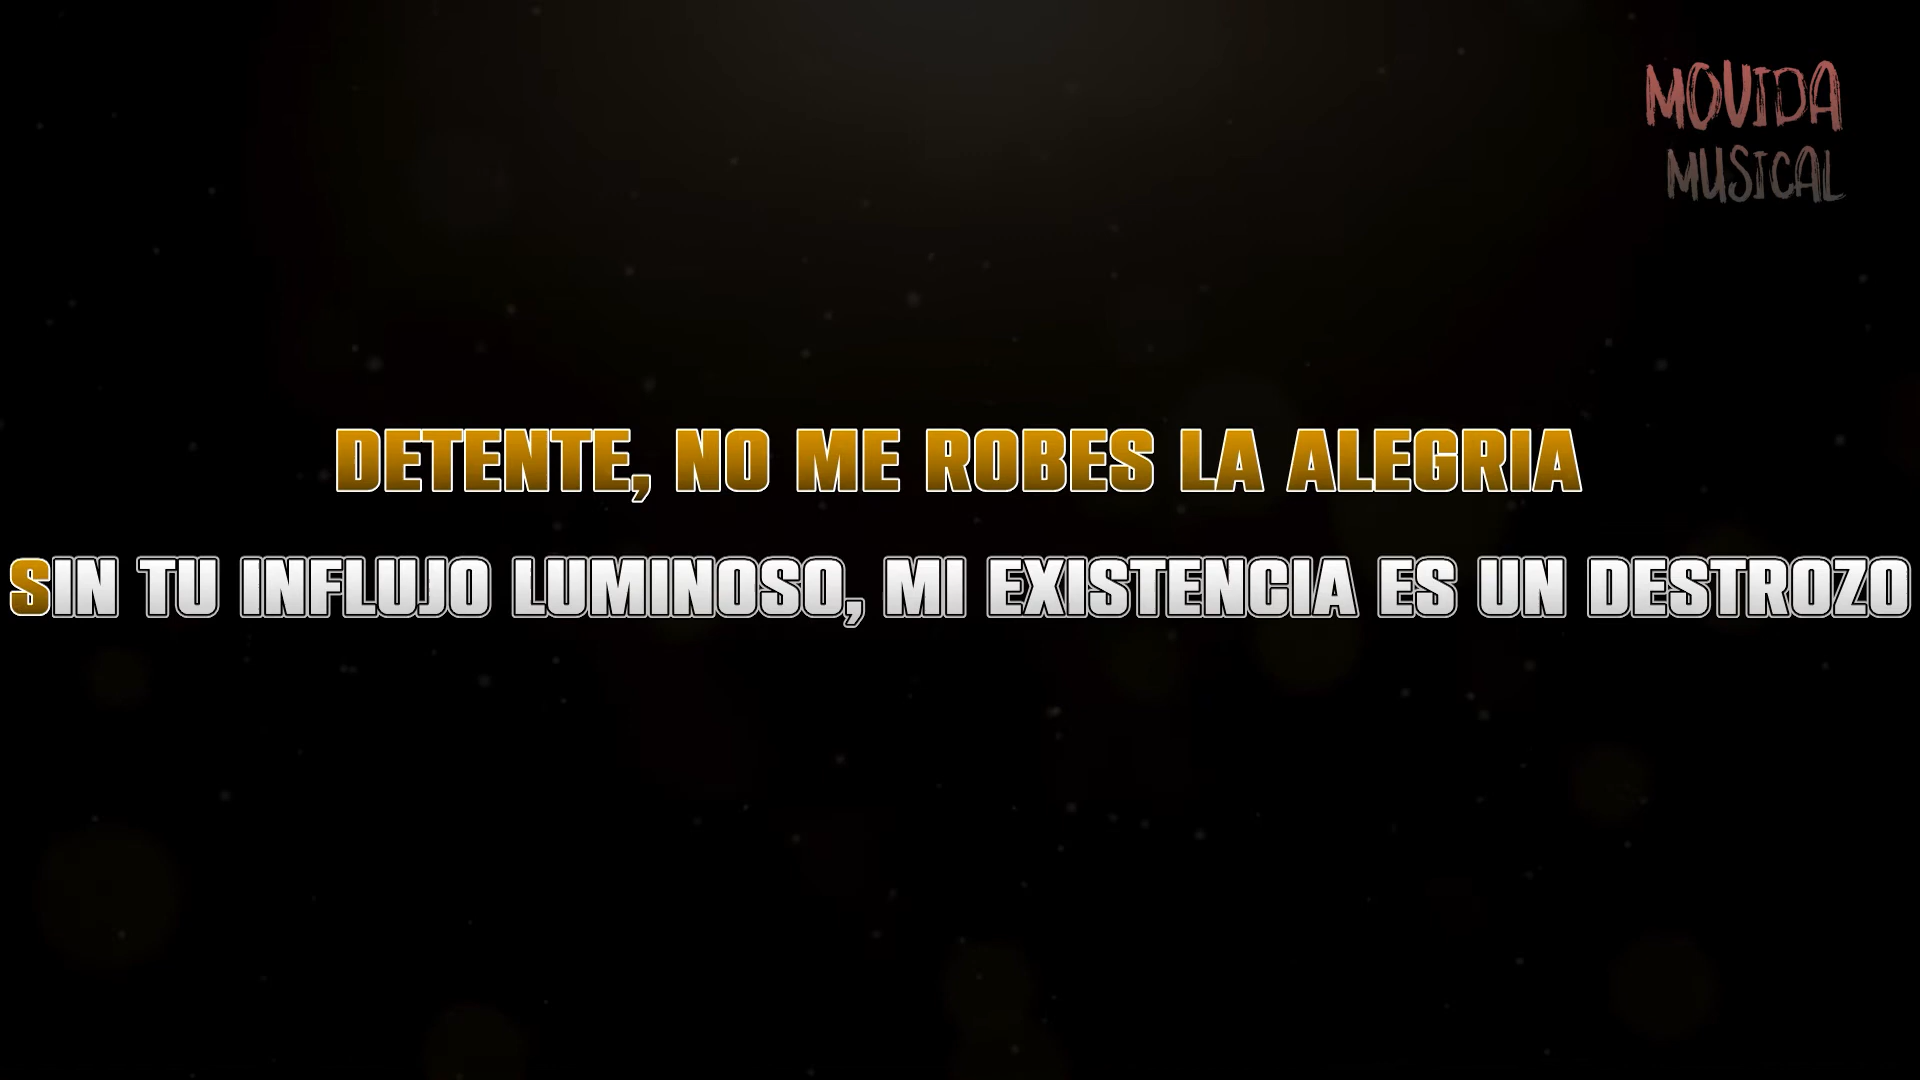 MOVIDA
MUSICAL
DETENTE, NO ME ROBES LA ALEGRIA
SIN TU INFLUJO LUMINOSO, MI EXISTENCIA ES UN DESTROZO